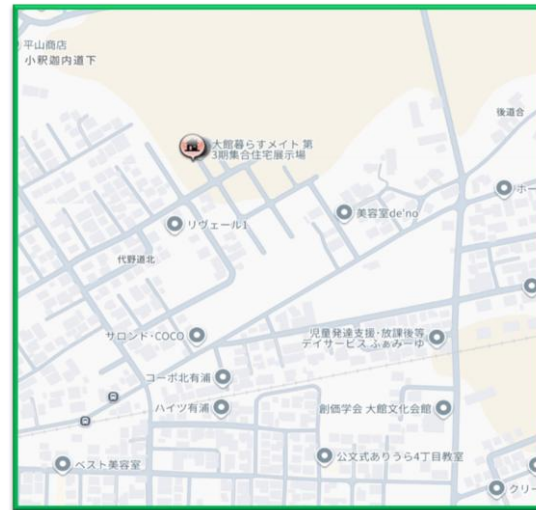 平山商店
小釈迦内道下
後道合
大館暮らすメイト 第
3期集合住宅展示場
ホー
美容室de'no
リヴェール1
代野道北
サロンド・COCO
児童発達支援・放課後等
デイサービス ふぁみーゆ
コーポ北有浦
ハイツ有浦
創価学会 大館文化会館
公文式ありうら4丁目教室
ベスト美容室
クリー